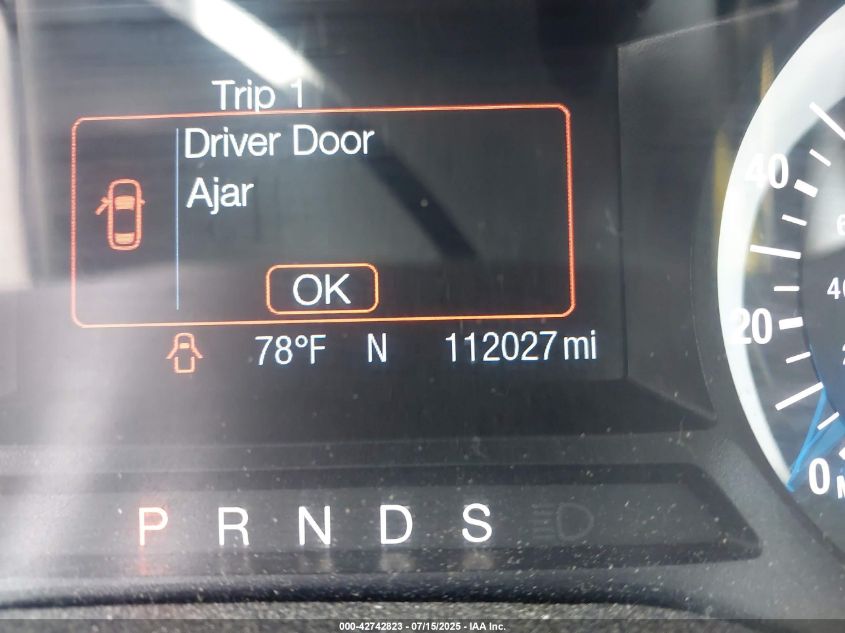 Trip 1
Driver Door
Ajar
OK
78°F N 112027 mi
40
20
0
P R N D S
000-42742823 - 07/15/2025 - IAA Inc.